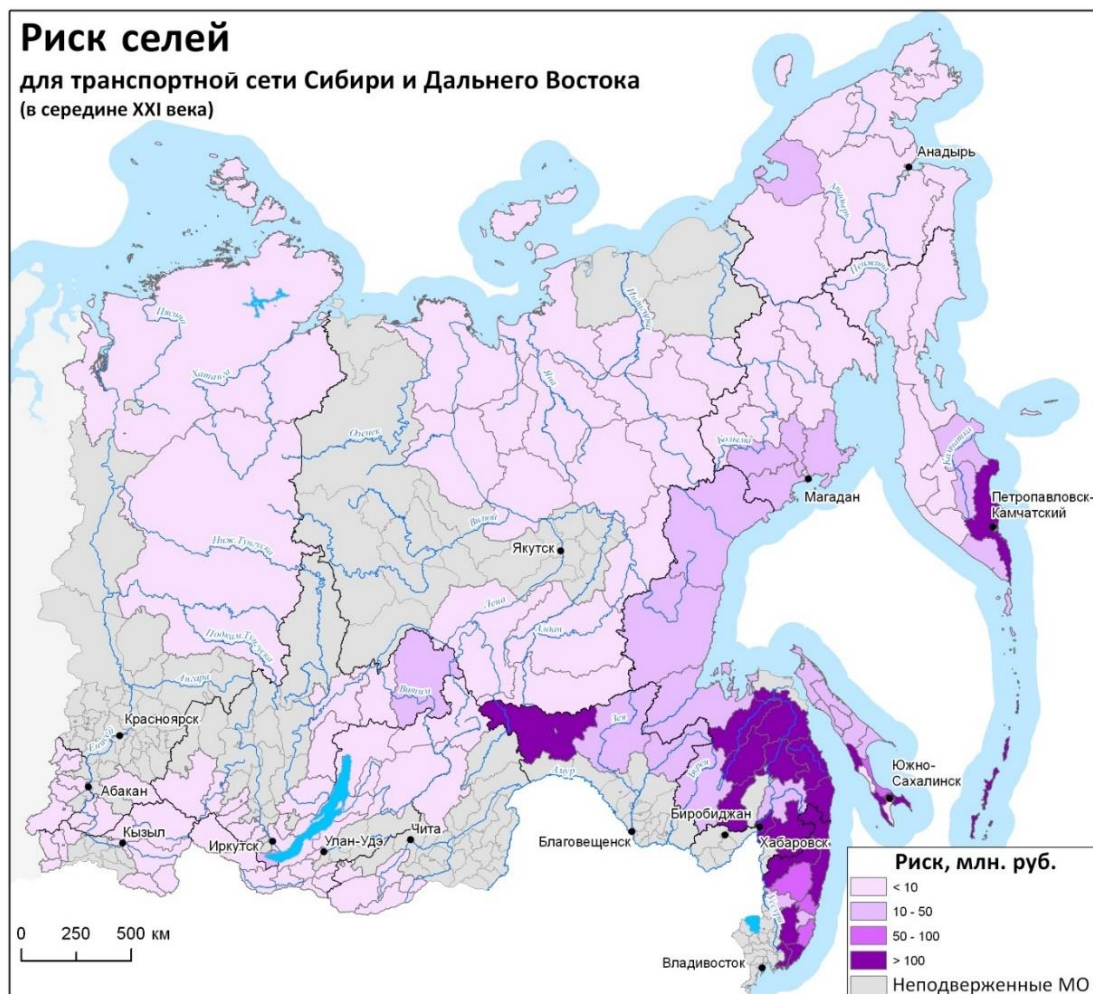 Риск селей
для транспортной сети Сибири и Дальнего Востока
(в середине XXI века)
Анадырь
Анадырь
Пенжина
Пясина
Хатанга
Индигирка
Яна
Оленек
Колыма
Камчатка
Магадан
Петропавловск-
Камчатский
Вилюй
Якутск
Ниж.Тунгуска
Лена
Алдан
Подкам.Тунгуска
Ангара
Витим
Зея
Красноярск
Енисей
Амур
Бурея
Южно-
Сахалинск
Абакан
Биробиджан
Кызыл
Иркутск
Улан-Удэ
Чита
Благовещенск
Хабаровск
Уссури
Владивосток
0 250 500 км
Риск, млн. руб.
< 10
10 - 50
50 - 100
> 100
Неподверженные МО